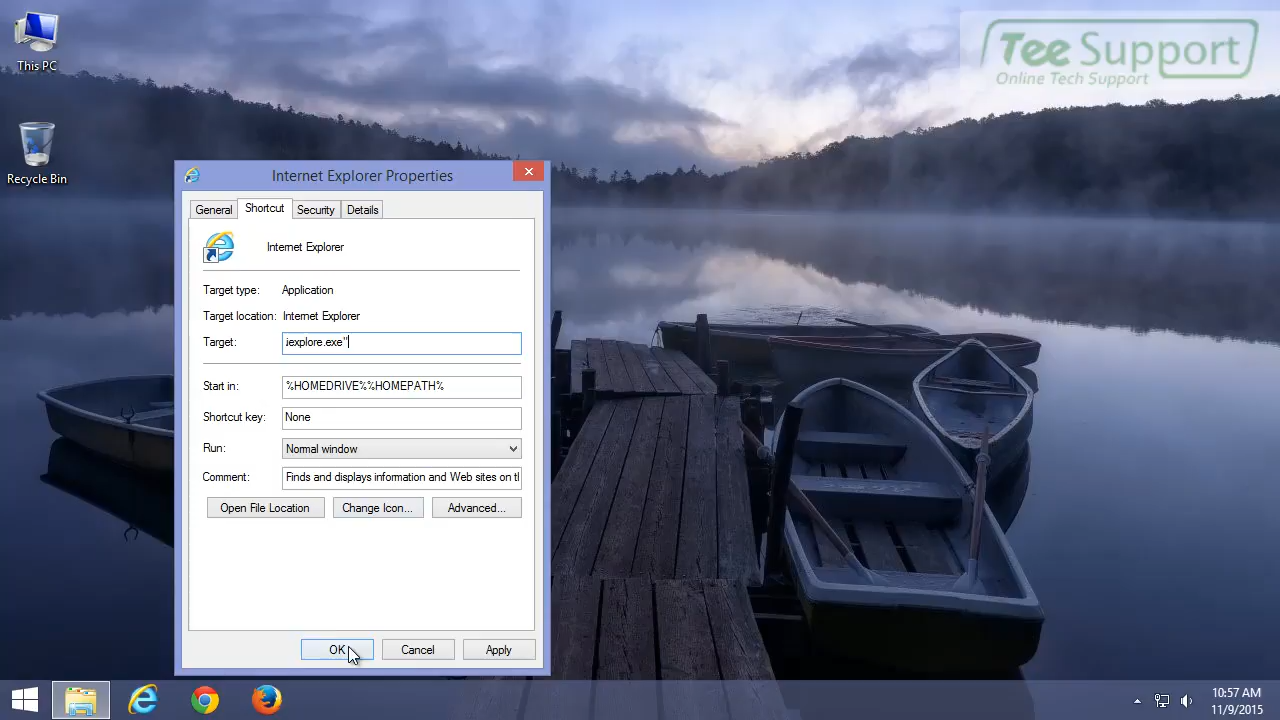 This PC
Tee Support
Online Tech Support
Recycle Bin
Internet Explorer Properties
General Shortcut Security Details
Internet Explorer
Target type: Application
Target location: Internet Explorer
Target: iexplore.exe"
Start in: %HOMEDRIVE%%HOMEPATH%
Shortcut key: None
Run: Normal window
Comment: Finds and displays information and Web sites on tl
Open File Location Change Icon... Advanced...
OK Cancel Apply
10:57 AM
11/9/2015